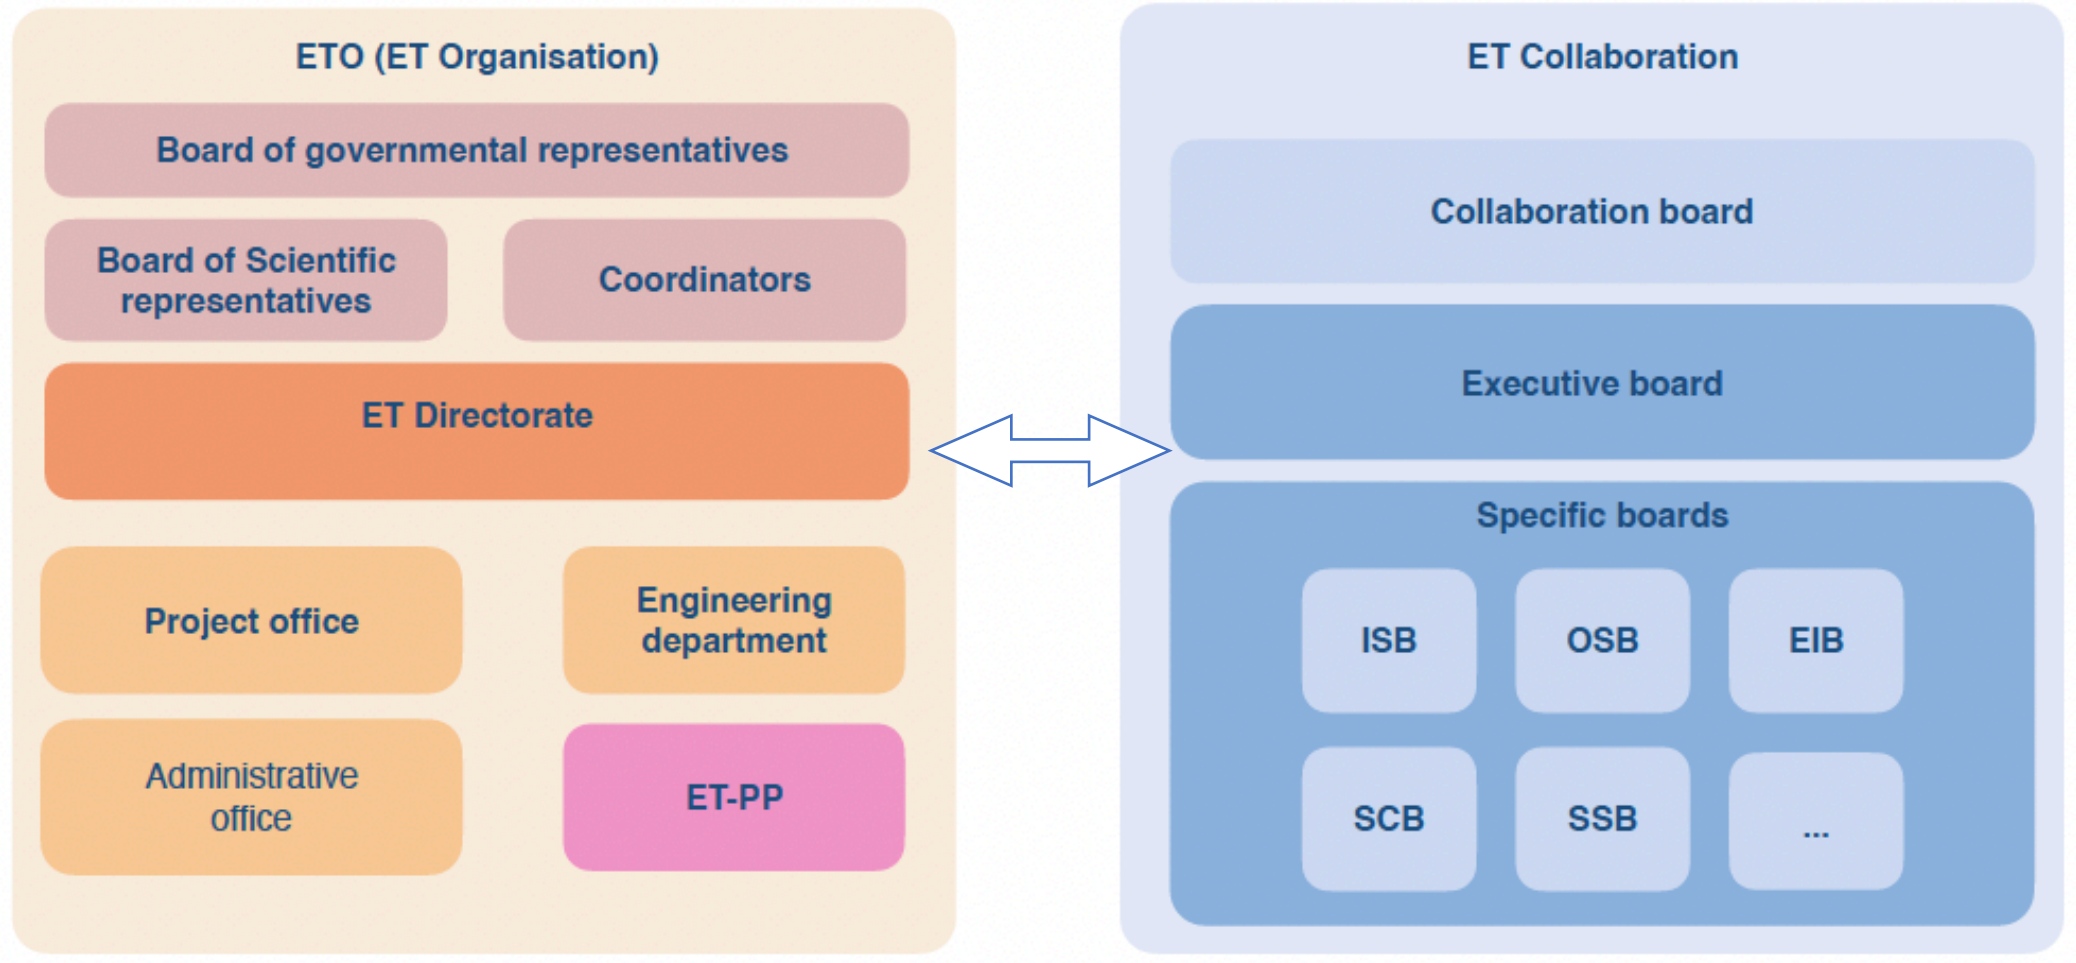 ETO (ET Organisation)
Board of governmental representatives
Board of Scientific
representatives
Coordinators
ET Directorate
Project office
Engineering
department
Administrative
office
ET-PP
ET Collaboration
Collaboration board
Executive board
Specific boards
ISB
OSB
EIB
SCB
SSB
...